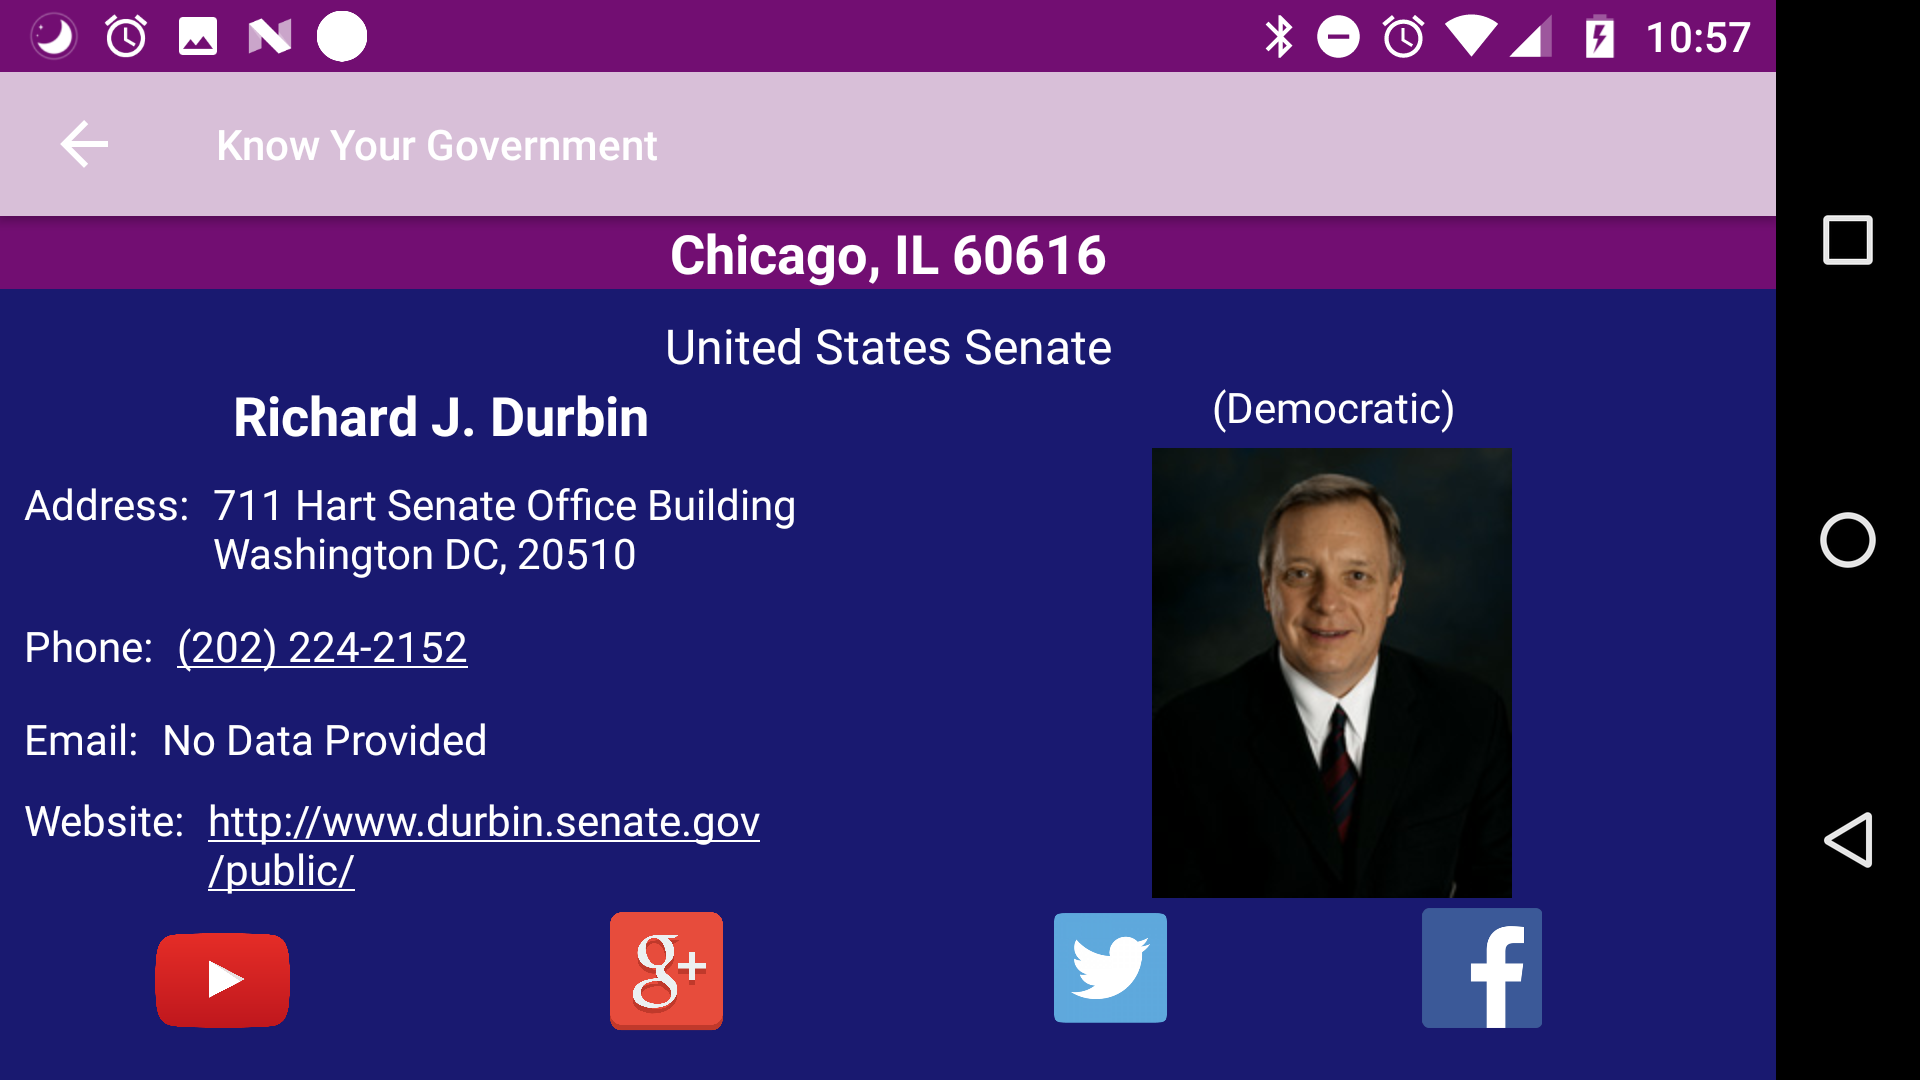 10:57
Know Your Government
Chicago, IL 60616
United States Senate
Richard J. Durbin
(Democratic)
Address: 711 Hart Senate Office Building
Washington DC, 20510
Phone: (202) 224-2152
Email: No Data Provided
Website: http://www.durbin.senate.gov
/public/
g+
f